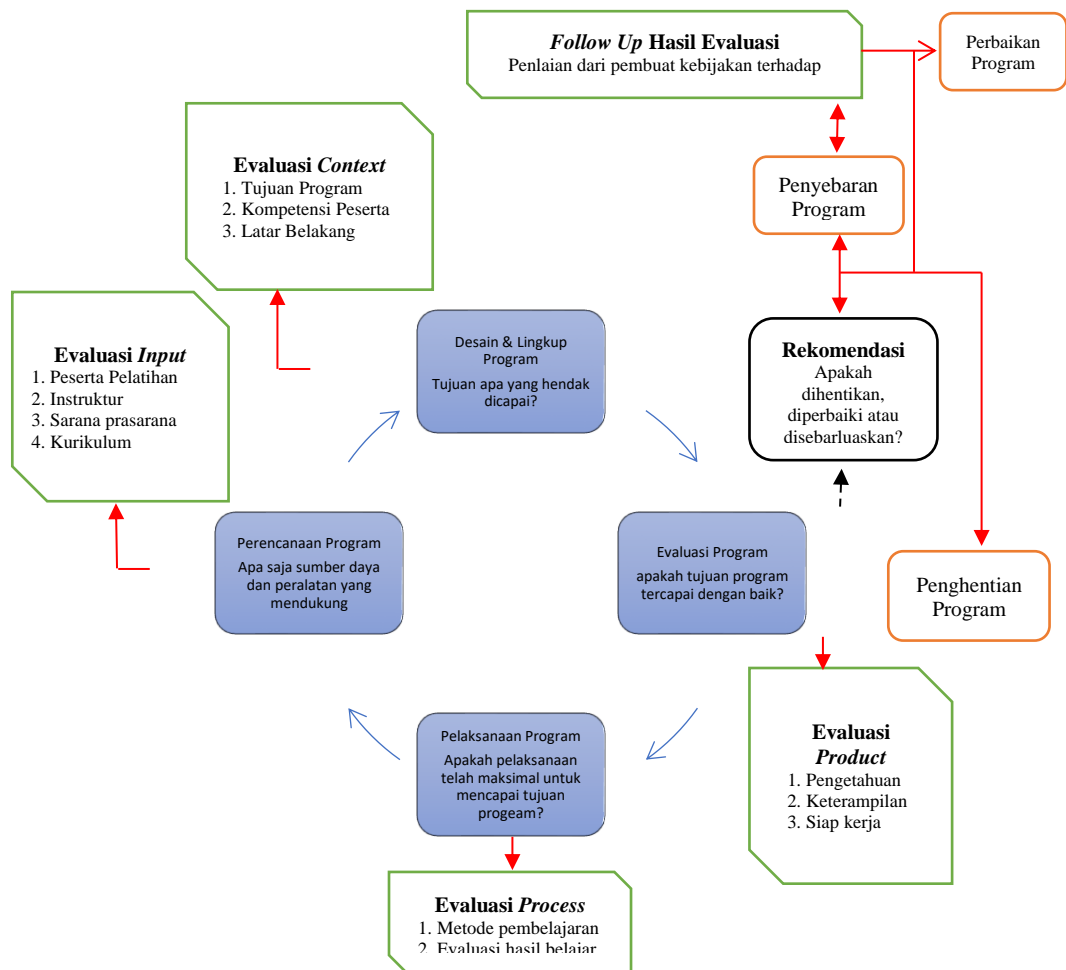 Follow Up Hasil Evaluasi
Penlaian dari pembuat kebijakan terhadap
Perbaikan
Program
Evaluasi Context
1. Tujuan Program
2. Kompetensi Peserta
3. Latar Belakang
Penyebaran
Program
Evaluasi Input
1. Peserta Pelatihan
2. Instruktur
3. Sarana prasarana
4. Kurikulum
Desain & Lingkup
Program
Tujuan apa yang hendak
dicapai?
Rekomendasi
Apakah
dihentikan,
diperbaiki atau
disebarluaskan?
Perencanaan Program
Apa saja sumber daya
dan peralatan yang
mendukung
Evaluasi Program
apakah tujuan program
tercapai dengan baik?
Penghentian
Program
Pelaksanaan Program
Apakah pelaksanaan
telah maksimal untuk
mencapai tujuan
progeam?
Evaluasi
Product
1. Pengetahuan
2. Keterampilan
3. Siap kerja
Evaluasi Process
1. Metode pembelajaran
2. Evaluasi hasil belajar